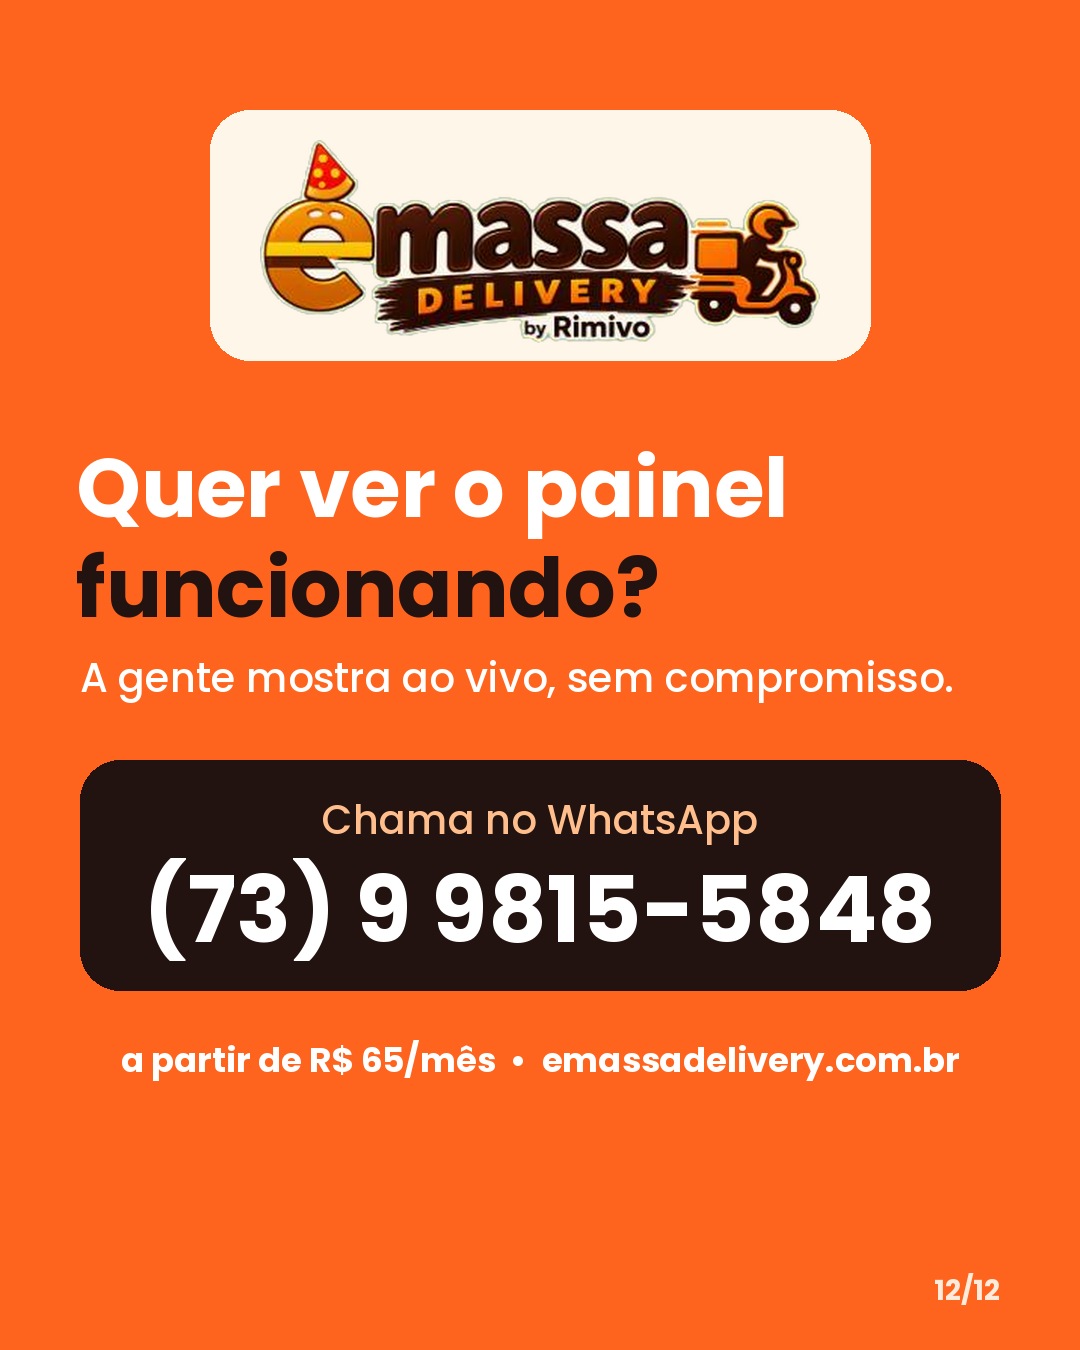 êmassa
DELIVERY
by Rimivo
Quer ver o painel
funcionando?
A gente mostra ao vivo, sem compromisso.
Chama no WhatsApp
(73) 9 9815-5848
a partir de R$ 65/mês • emassadelivery.com.br
12/12